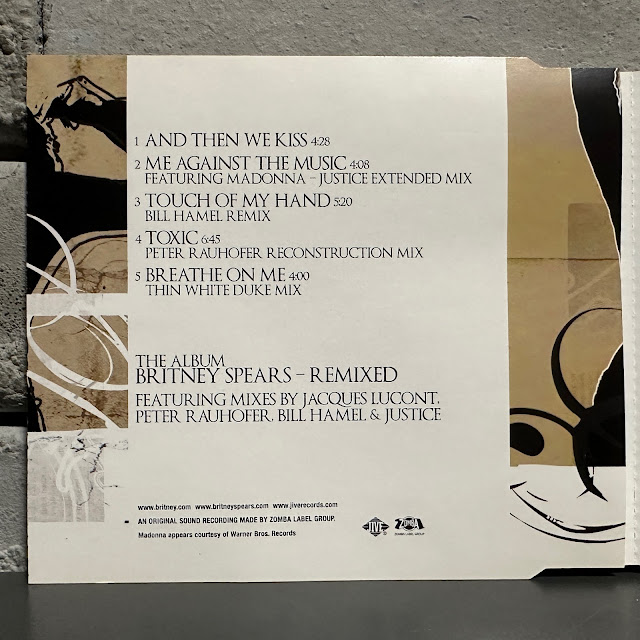 1 AND THEN WE KISS 4:28
2 ME AGAINST THE MUSIC 4:08
FEATURING MADONNA – JUSTICE EXTENDED MIX
3 TOUCH OF MY HAND 5:20
BILL HAMEL REMIX
4 TOXIC 6:45
PETER RAUHOFER RECONSTRUCTION MIX
5 BREATHE ON ME 4:00
THIN WHITE DUKE MIX
THE ALBUM
BRITNEY SPEARS – REMIXED
FEATURING MIXES BY JACQUES LUCONT,
PETER RAUHOFER, BILL HAMEL & JUSTICE
www.britney.com www.britneyspears.com www.jiverecords.com
AN ORIGINAL SOUND RECORDING MADE BY ZOMBA LABEL GROUP.
Madonna appears courtesy of Warner Bros. Records
JIVE
ZOMBA
ZOMBA LABEL GROUP